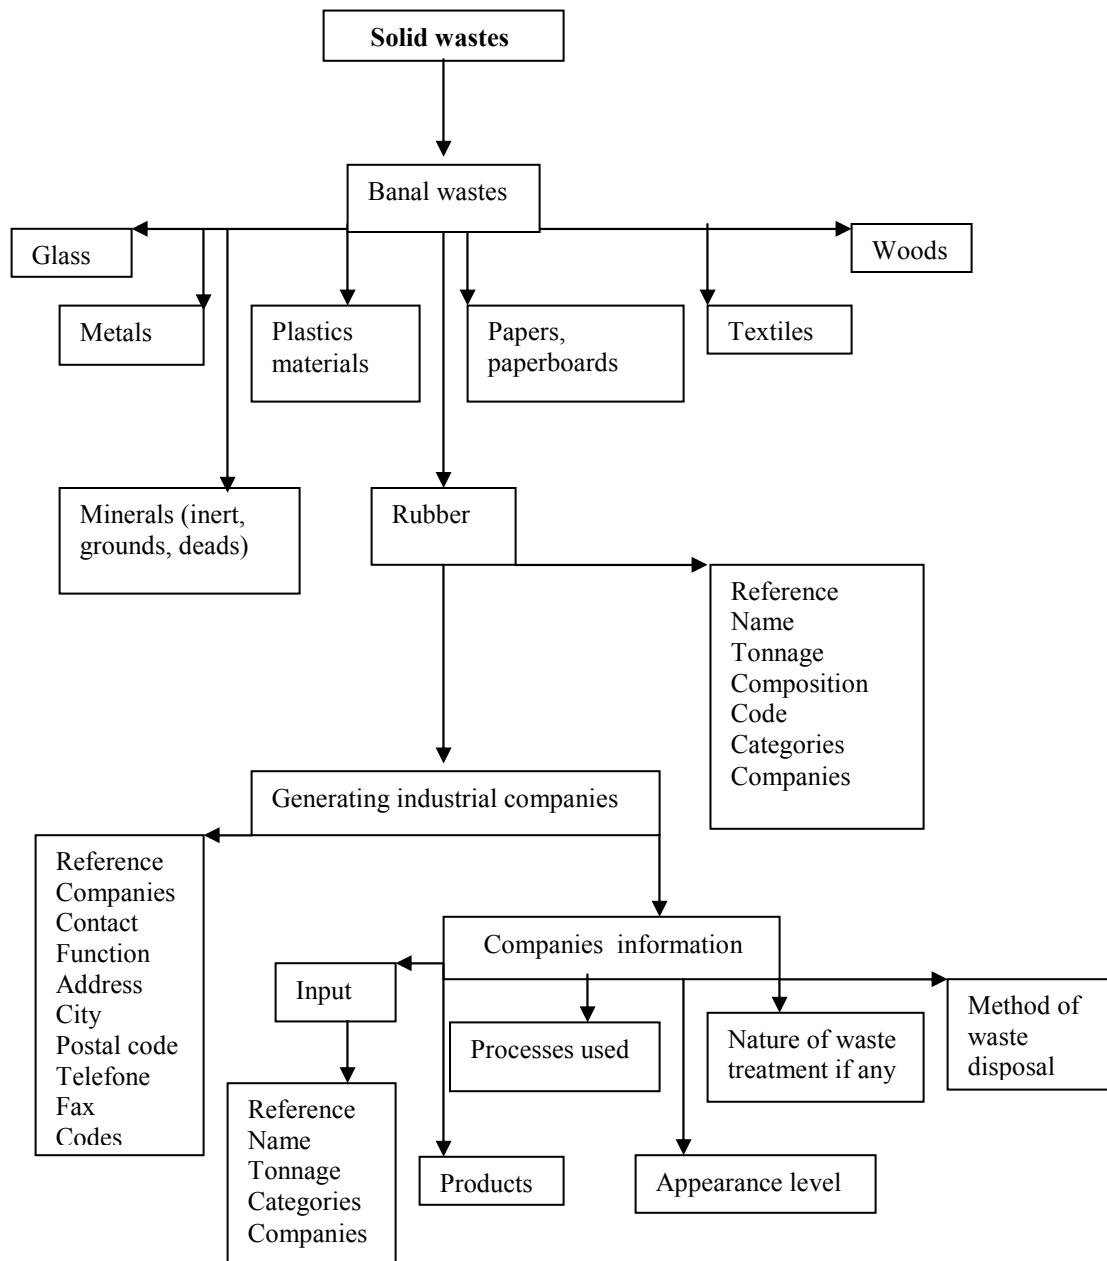 Solid wastes
Banal wastes
Glass
Woods
Metals
Plastics
materials
Papers,
paperboards
Textiles
Minerals (inert,
grounds, deads)
Rubber
Reference
Name
Tonnage
Composition
Code
Categories
Companies
Generating industrial companies
Reference
Companies
Contact
Function
Address
City
Postal code
Telefone
Fax
Codes
Companies information
Input
Processes used
Nature of waste
treatment if any
Method of
waste
disposal
Reference
Name
Tonnage
Categories
Companies
Products
Appearance level